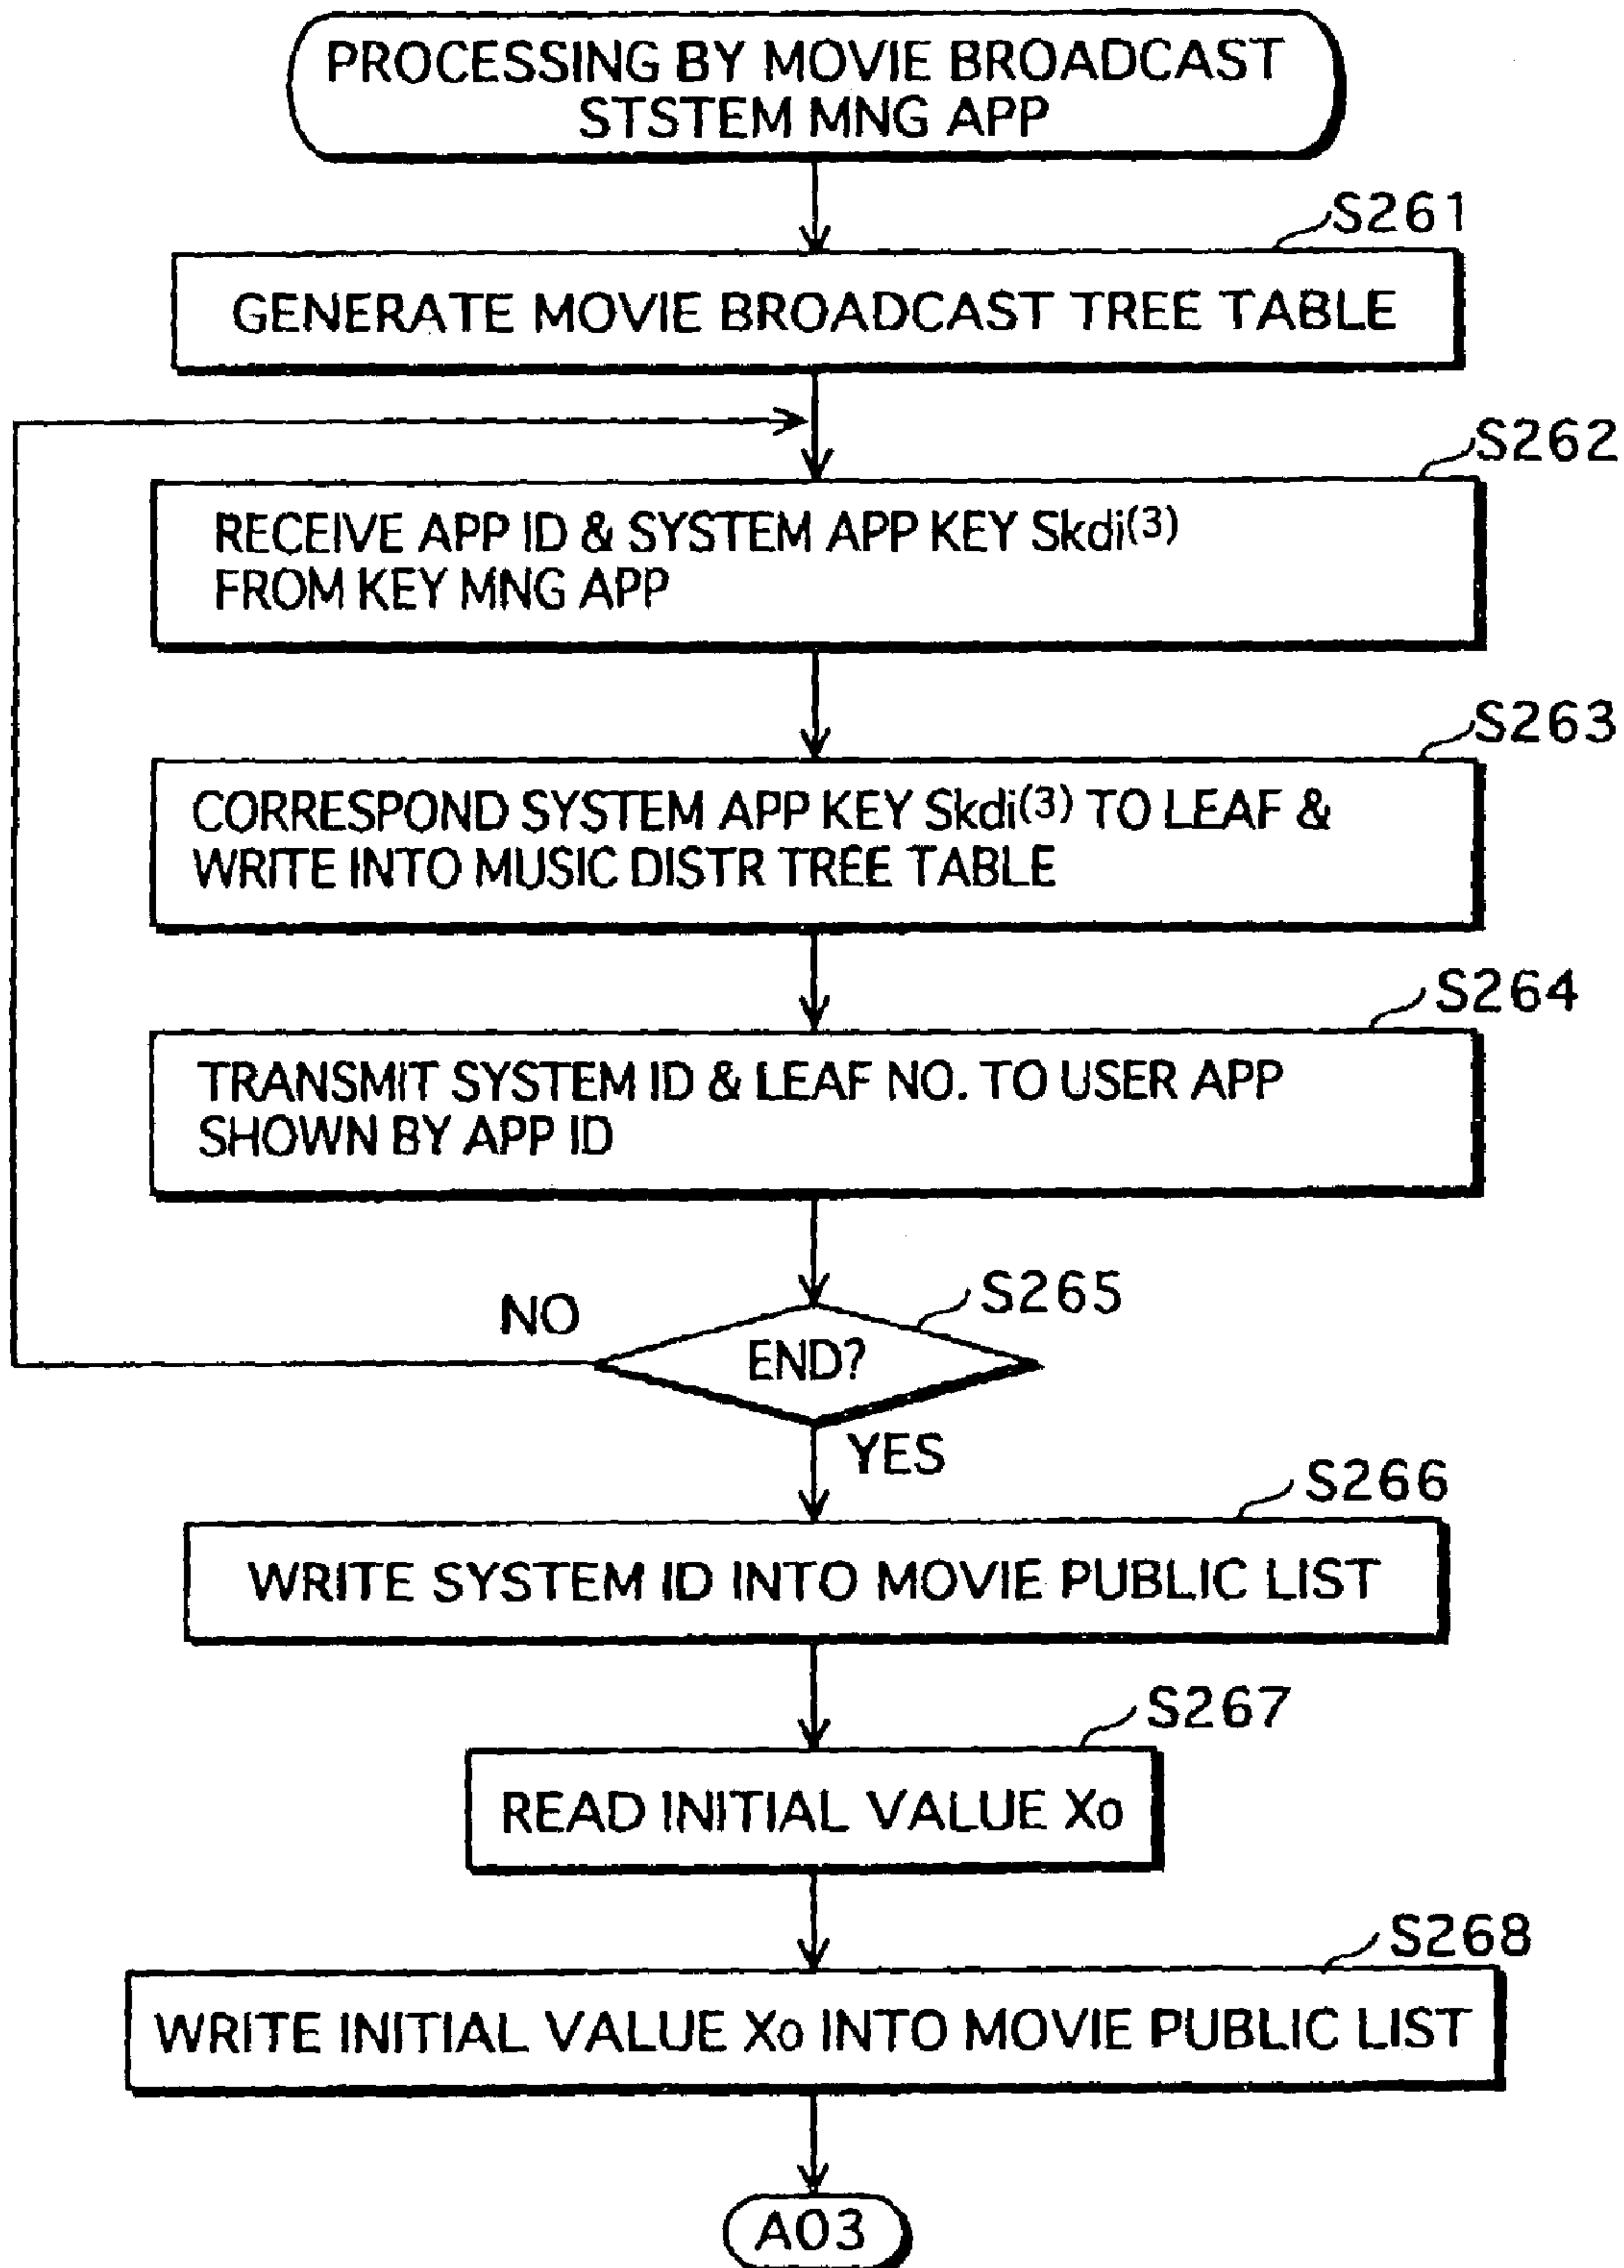 PROCESSING BY MOVIE BROADCAST
STSTEM MNG APP
S261
GENERATE MOVIE BROADCAST TREE TABLE
S262
RECEIVE APP ID & SYSTEM APP KEY Skdi(3)
FROM KEY MNG APP
S263
CORRESPOND SYSTEM APP KEY Skdi(3) TO LEAF &
WRITE INTO MUSIC DISTR TREE TABLE
S264
TRANSMIT SYSTEM ID & LEAF NO. TO USER APP
SHOWN BY APP ID
S265
NO
END?
YES
S266
WRITE SYSTEM ID INTO MOVIE PUBLIC LIST
S267
READ INITIAL VALUE X0
S268
WRITE INITIAL VALUE X0 INTO MOVIE PUBLIC LIST
A03